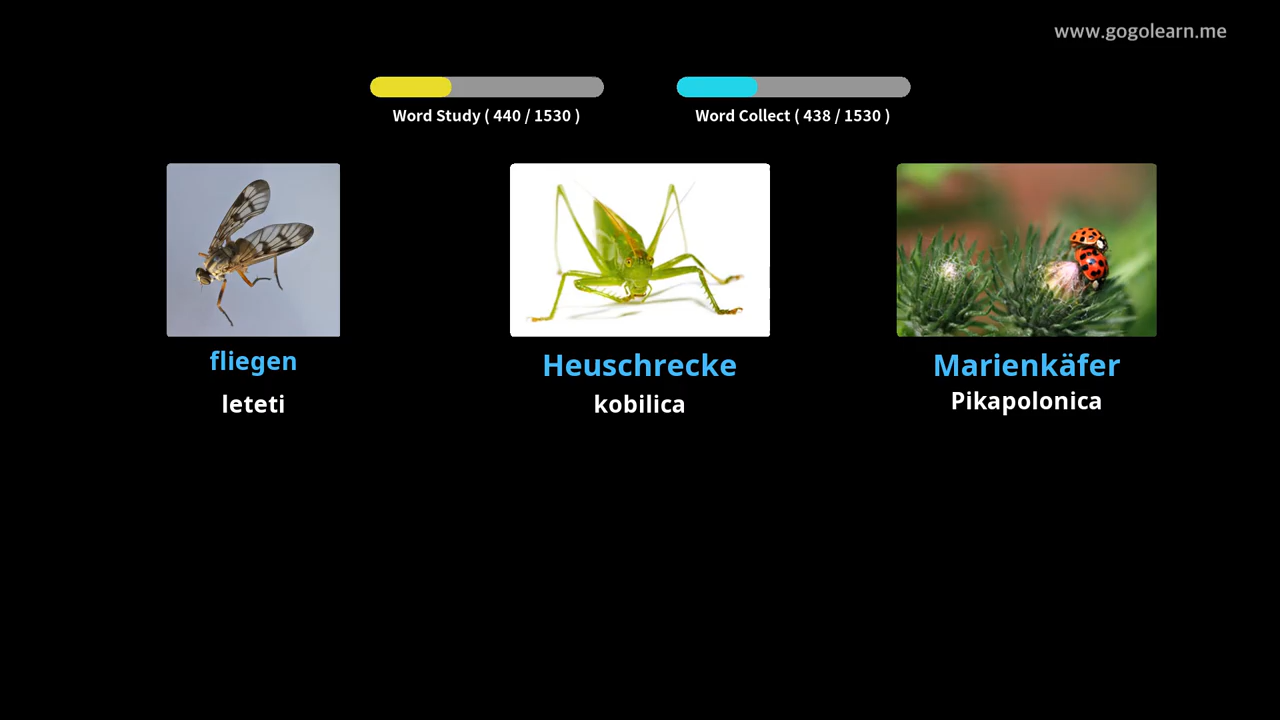 www.gogolearn.me
Word Study ( 440 / 1530 )
Word Collect ( 438 / 1530 )
fliegen
leteti
Heuschrecke
kobilica
Marienkäfer
Pikapolonica